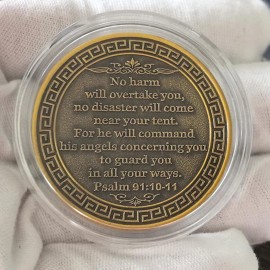 No harm
will overtake you,
no disaster will come
near your tent.
For he will command
his angels concerning you
to guard you
in all your ways.
Psalm 91:10-11